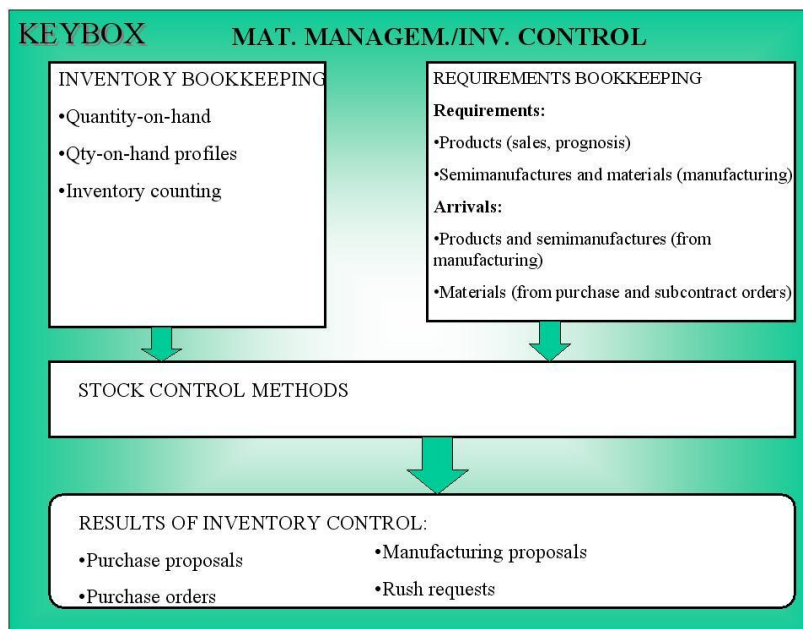 KEYBOX
MAT. MANAGEM./INV. CONTROL
INVENTORY BOOKKEEPING
•Quantity-on-hand
•Qty-on-hand profiles
•Inventory counting
REQUIREMENTS BOOKKEEPING
Requirements:
•Products (sales, prognosis)
•Semimanufactures and materials (manufacturing)
Arrivals:
•Products and semimanufactures (from
manufacturing)
•Materials (from purchase and subcontract orders)
STOCK CONTROL METHODS
RESULTS OF INVENTORY CONTROL:
•Purchase proposals
•Purchase orders
•Manufacturing proposals
•Rush requests